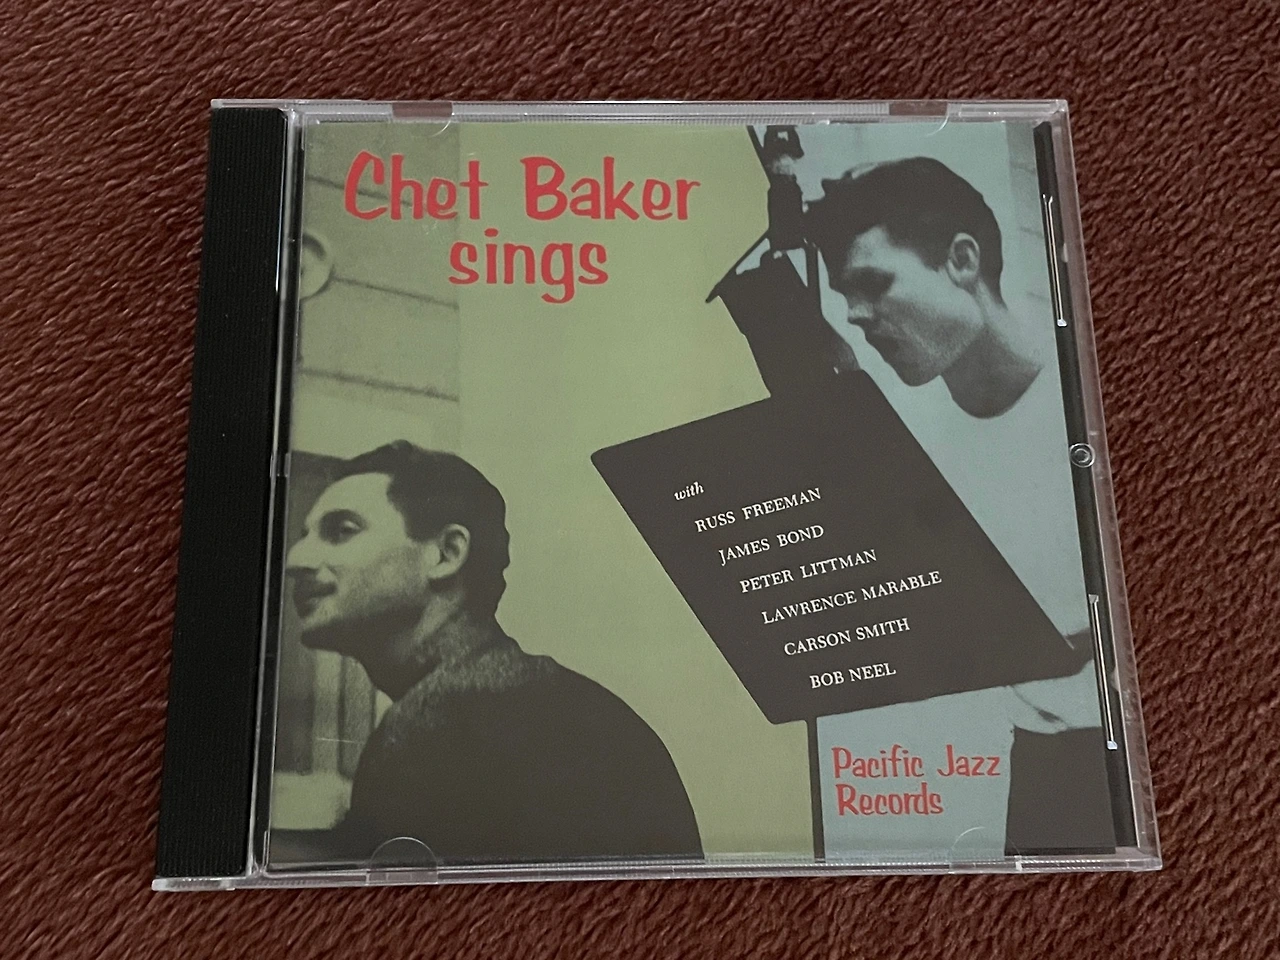 Chet Baker
sings
with
RUSS FREEMAN
JAMES BOND
PETER LITTMAN
LAWRENCE MARABLE
CARSON SMITH
BOB NEEL
Pacific Jazz
Records